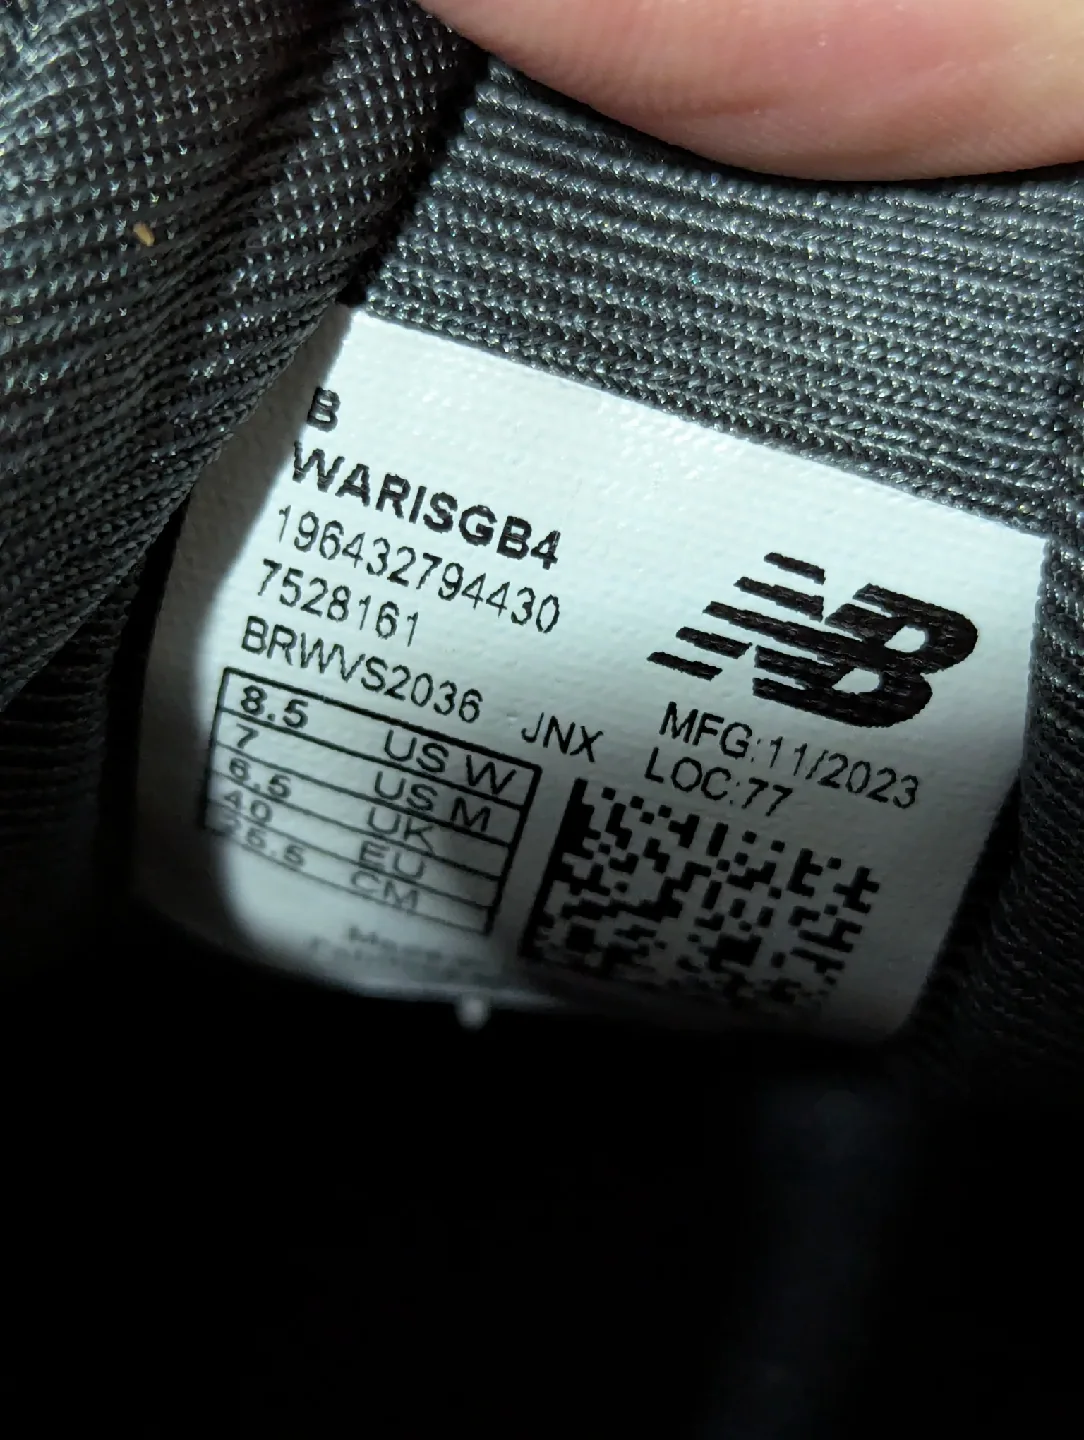 B
WARISGB4
196432794430
7528161
BRWVS2036 JNX
8.5 US W
7 US M
6.5 UK
40 EU
25.5 CM
NB
MFG:11/2023
LOC:77